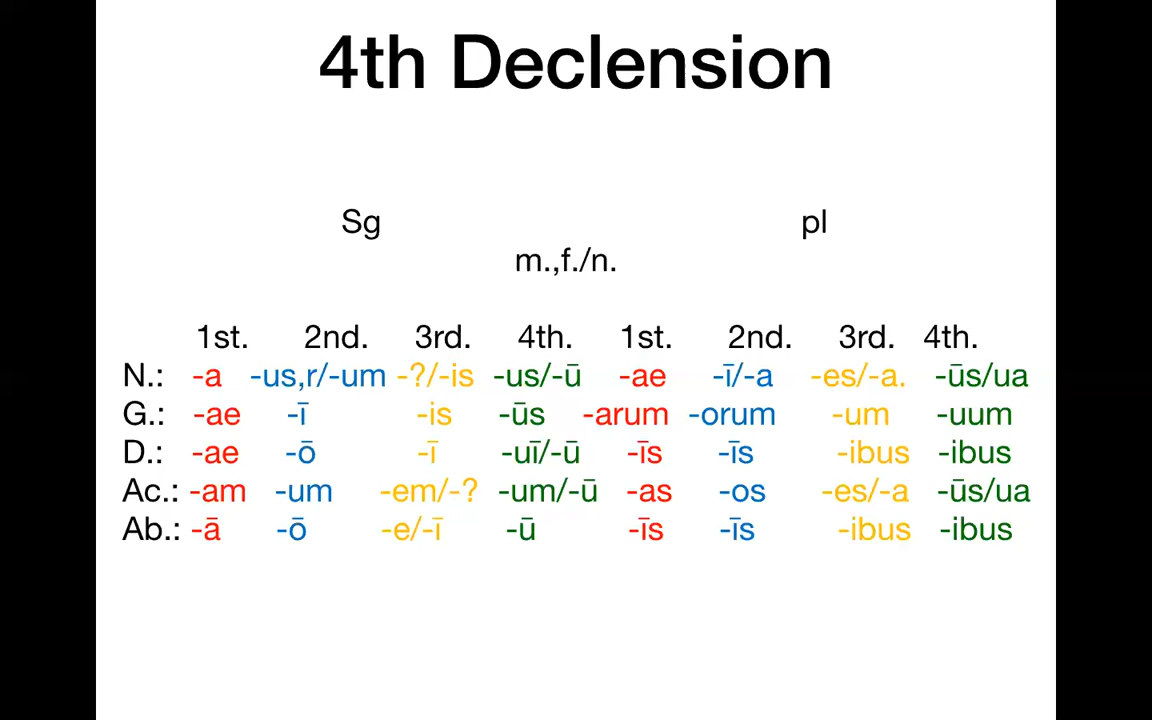 4th Declension
Sg pl
m.,f./n.
1st. 2nd. 3rd. 4th. 1st. 2nd. 3rd. 4th.
N.: -a -us,r/-um -?/-is -us/-ū -ae -ī/-a -es/-a. -ūs/ua
G.: -ae -ī -is -ūs -arum -orum -um -uum
D.: -ae -ō -ī -uī/-ū -īs -īs -ibus -ibus
Ac.: -am -um -em/-? -um/-ū -as -os -es/-a -ūs/ua
Ab.: -ā -ō -e/-ī -ū -īs -īs -ibus -ibus